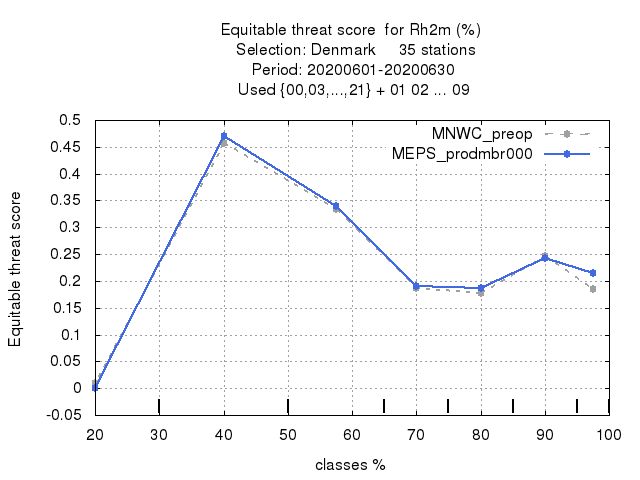 Equitable threat score  for Rh2m (%)
Selection: Denmark     35 stations
Period: 20200601-20200630
Used {00,03,...,21} + 01 02 ... 09
MNWC_preop
MEPS_prodmbr000
Equitable threat score
0.5
0.45
0.4
0.35
0.3
0.25
0.2
0.15
0.1
0.05
0
-0.05
20 30 40 50 60 70 80 90 100
classes %